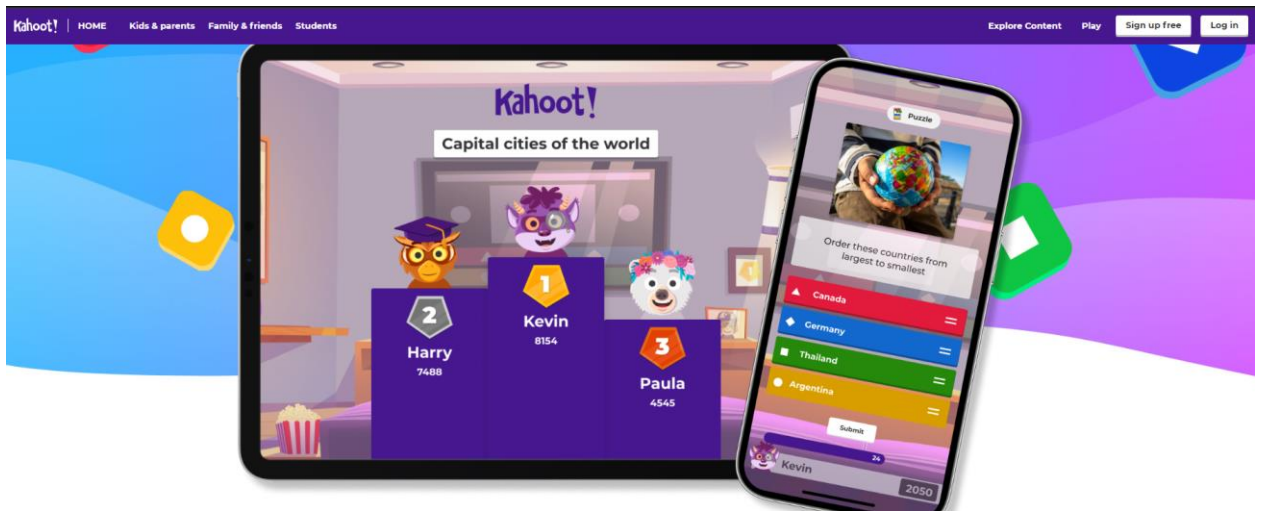 Kahoot! HOME Kids & parents Family & friends Students Explore Content Play Sign up free Log in
Kahoot!
Capital cities of the world
1
Kevin
8154
2
Harry
7488
3
Paula
4545
Puzzle
Order these countries from
largest to smallest
Canada
Germany
Thailand
Argentina
Submit
24
Kevin 2050